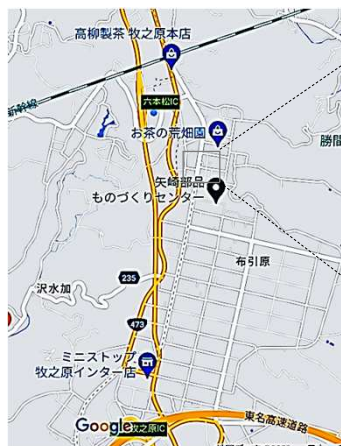 高柳製茶 牧之原本店
新幹線
六本松IC
お茶の荒畑園
勝間
矢崎部品
ものづくりセンター
布引原
235
沢水加
473
ミニストップ
牧之原インター店
東名高速道路
Google
牧之原IC